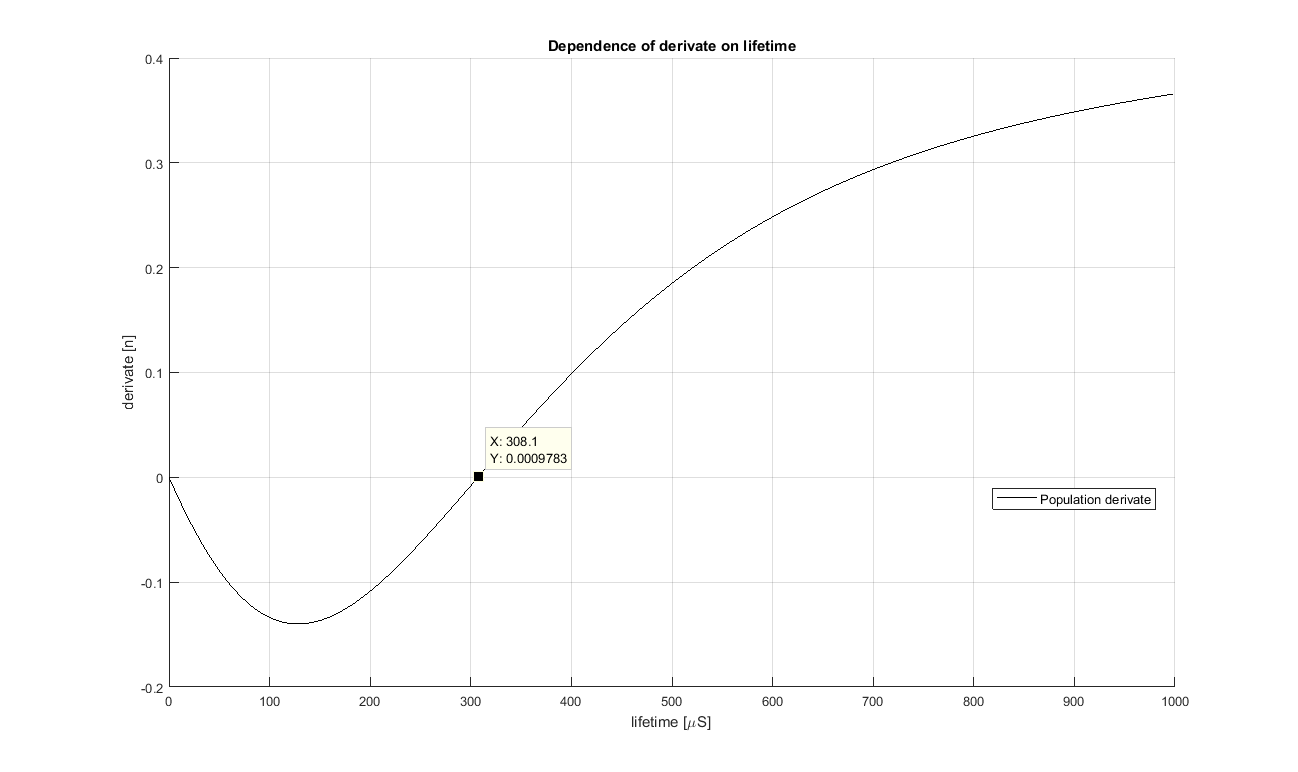 Dependence of derivate on lifetime
0.4
0.3
0.2
0.1
0
-0.1
-0.2
derivate [n]
X: 308.1
Y: 0.0009783
Population derivate
0 100 200 300 400 500 600 700 800 900 1000
lifetime [μS]